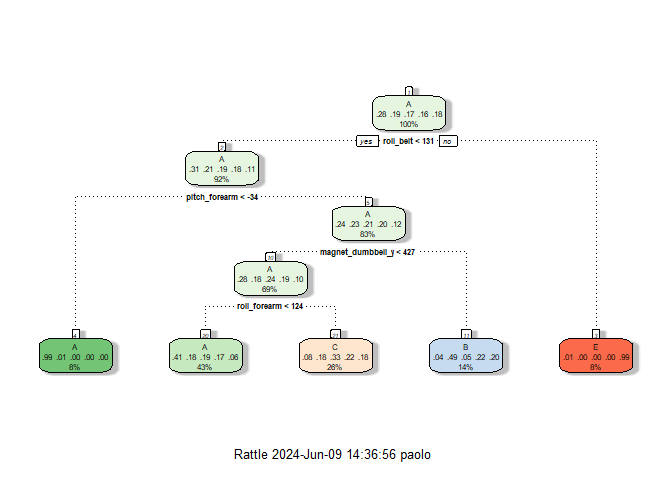 1
A
.28 .19 .17 .16 .18
100%
yes roll_belt < 131 no
2
A
.31 .21 .19 .18 .11
92%
pitch_forearm < -34
5
A
.24 .23 .21 .20 .12
83%
magnet_dumbbell_y < 427
10
A
.28 .18 .24 .19 .10
69%
roll_forearm < 124
4
A
.99 .01 .00 .00 .00
8%
20
A
.41 .18 .19 .17 .06
43%
21
C
.08 .18 .33 .22 .18
26%
11
B
.04 .49 .05 .22 .20
14%
3
E
.01 .00 .00 .00 .99
8%
Rattle 2024-Jun-09 14:36:56 paolo